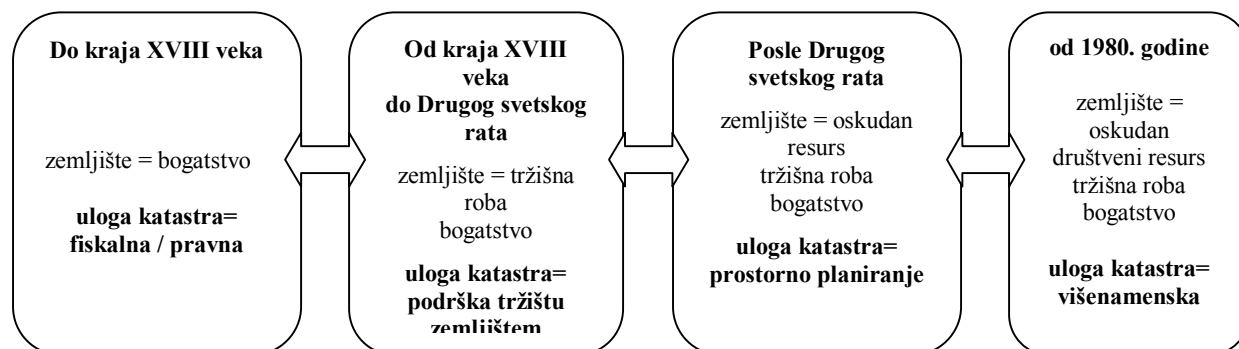 Do kraja XVIII veka
zemljište = bogatstvo
uloga katastra=
fiskalna / pravna
Od kraja XVIII
veka
do Drugog svetskog
rata
zemljište = tržišna
roba
bogatstvo
uloga katastra=
podrška tržištu
zemljištem
Posle Drugog
svetskog rata
zemljište = oskudan
resurs
tržišna roba
bogatstvo
uloga katastra=
prostorno planiranje
od 1980. godine
zemljište =
oskudan
društveni resurs
tržišna roba
bogatstvo
uloga katastra=
višenamenska